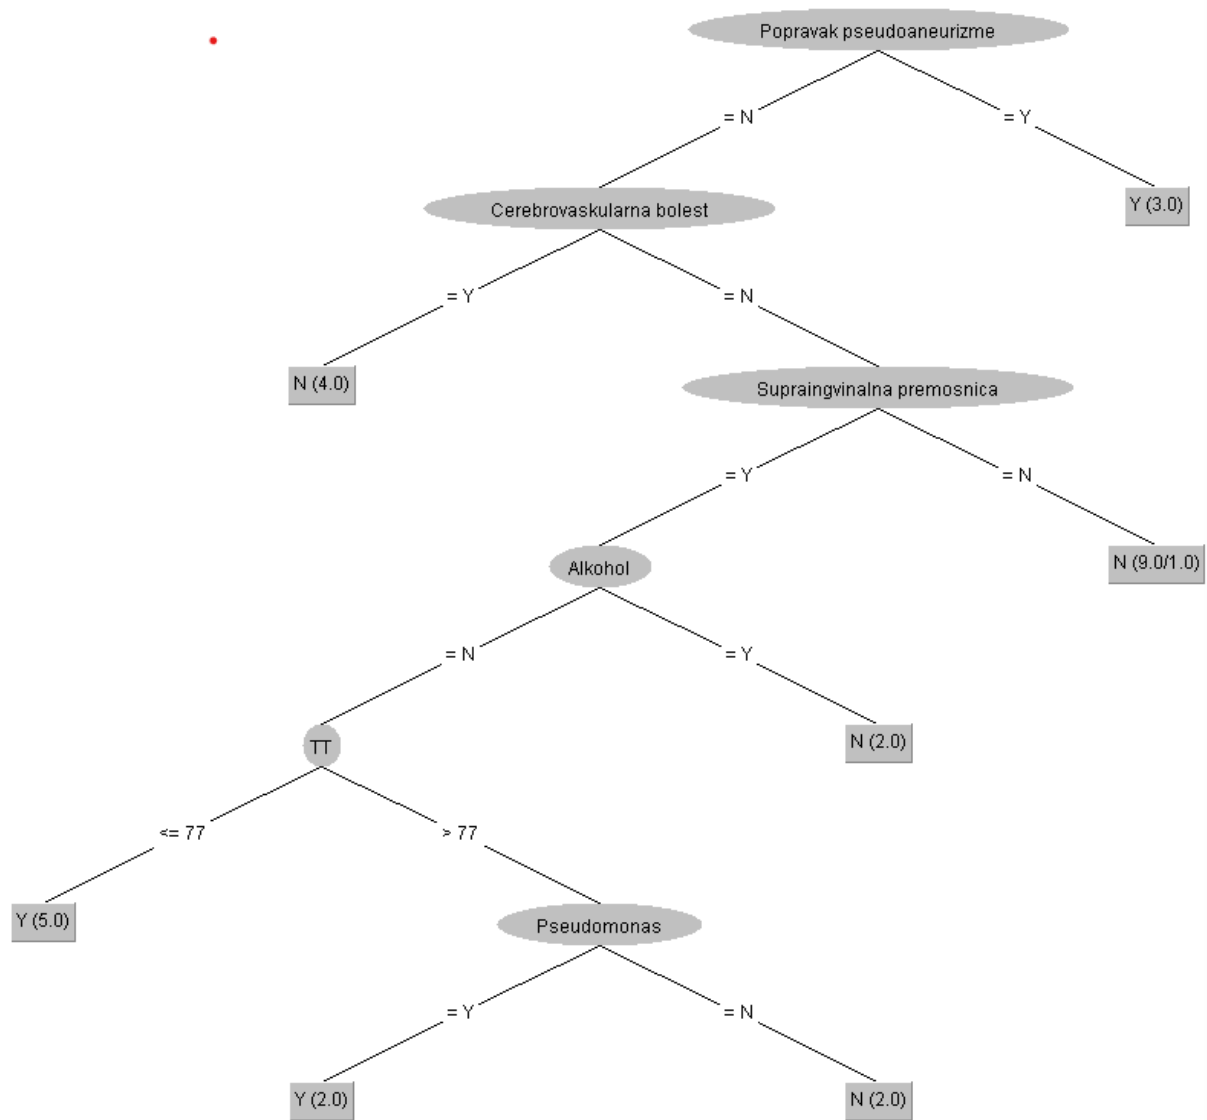 Popravak pseudoaneurizme
= N
= Y
Cerebrovaskularna bolest
Y (3.0)
= Y
= N
N (4.0)
Supraingvinalna premosnica
= Y
= N
Alkohol
N (9.0/1.0)
= N
= Y
TT
N (2.0)
<= 77
> 77
Y (5.0)
Pseudomonas
= Y
= N
Y (2.0)
N (2.0)